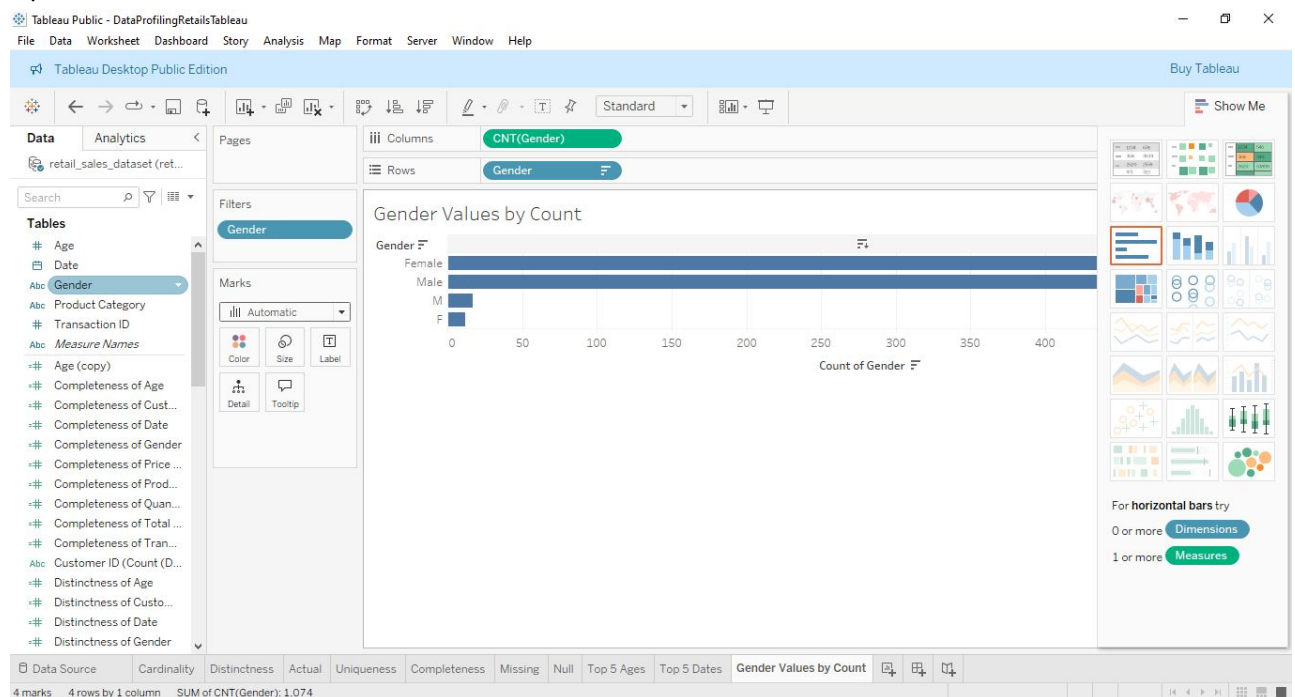 Tableau Public - DataProfilingRetailsTableau
File Data Worksheet Dashboard Story Analysis Map Format Server Window Help
Tableau Desktop Public Edition Buy Tableau
Standard Show Me
Data Analytics
retail_sales_dataset (ret...
Search
Tables
# Age
Date
Abc Gender
Abc Product Category
# Transaction ID
Abc Measure Names
=# Age (copy)
=# Completeness of Age
=# Completeness of Cust...
=# Completeness of Date
=# Completeness of Gender
=# Completeness of Price ...
=# Completeness of Prod...
=# Completeness of Quan...
=# Completeness of Total ...
=# Completeness of Tran...
Abc Customer ID (Count (D...
=# Distinctness of Age
=# Distinctness of Custo...
=# Distinctness of Date
=# Distinctness of Gender
Pages
Filters
Gender
Marks
Automatic
Color Size Label
Detail Tooltip
Columns CNT(Gender)
Rows Gender
Gender Values by Count
Gender
Female
Male
M
F
0 50 100 150 200 250 300 350 400
Count of Gender
For horizontal bars try
0 or more Dimensions
1 or more Measures
Data Source Cardinality Distinctness Actual Uniqueness Completeness Missing Null Top 5 Ages Top 5 Dates Gender Values by Count
4 marks 4 rows by 1 column SUM of CNT(Gender): 1.074